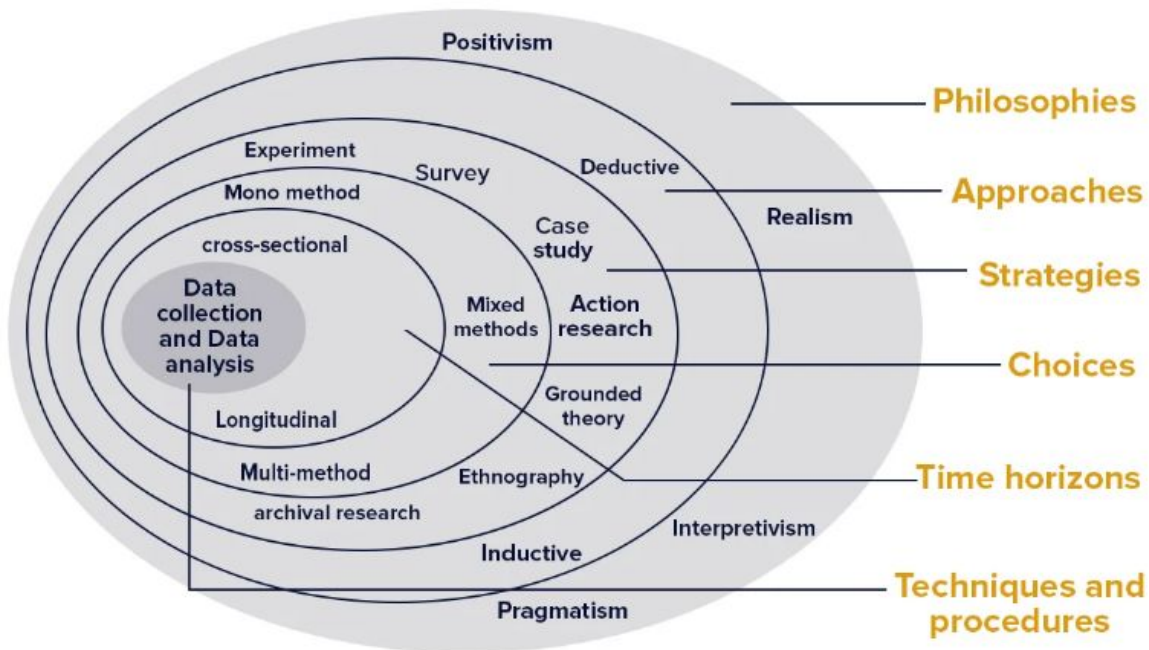 Positivism
Philosophies
Experiment
Survey
Deductive
Mono method
Approaches
Realism
cross-sectional
Case
study
Strategies
Data
collection
and Data
analysis
Mixed
methods
Action
research
Choices
Grounded
theory
Longitudinal
Multi-method
Ethnography
Time horizons
archival research
Interpretivism
Inductive
Techniques and
procedures
Pragmatism